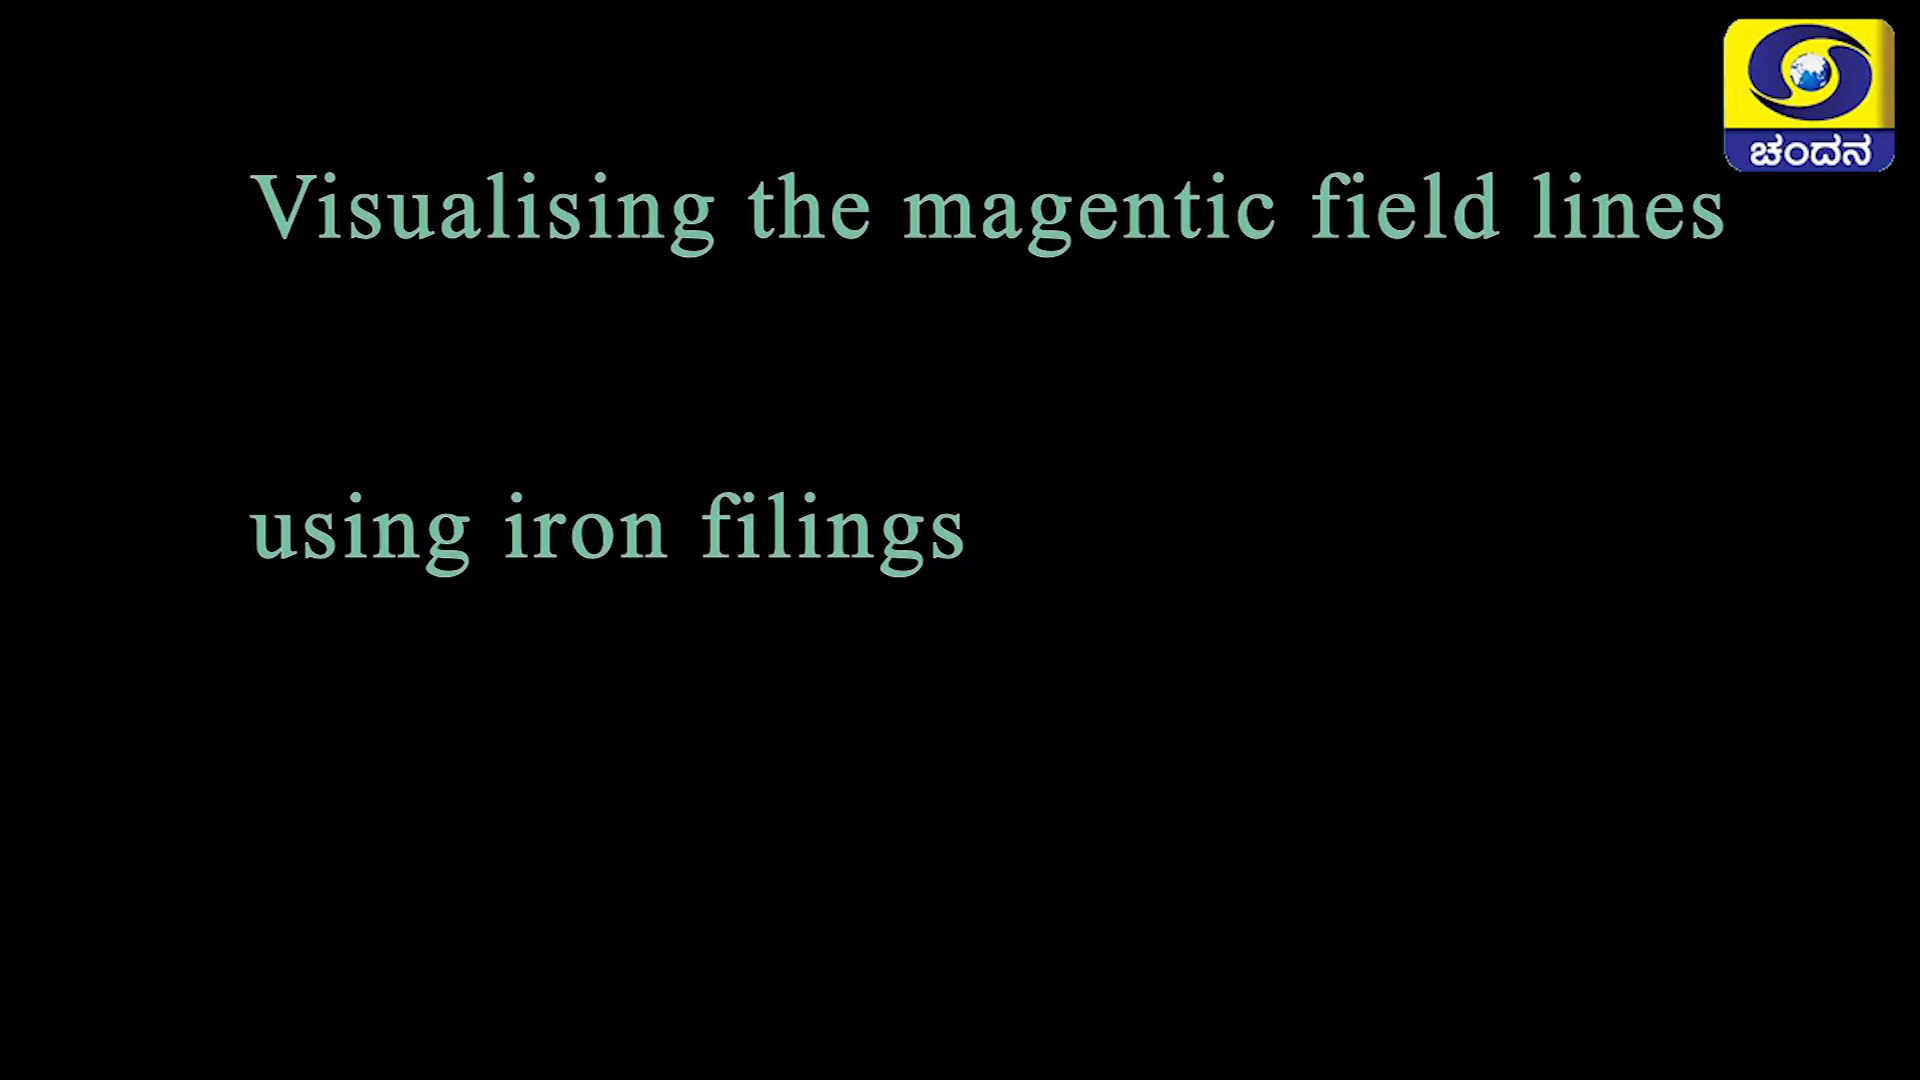 ಚಂದನ
Visualising the magentic field lines
using iron filings